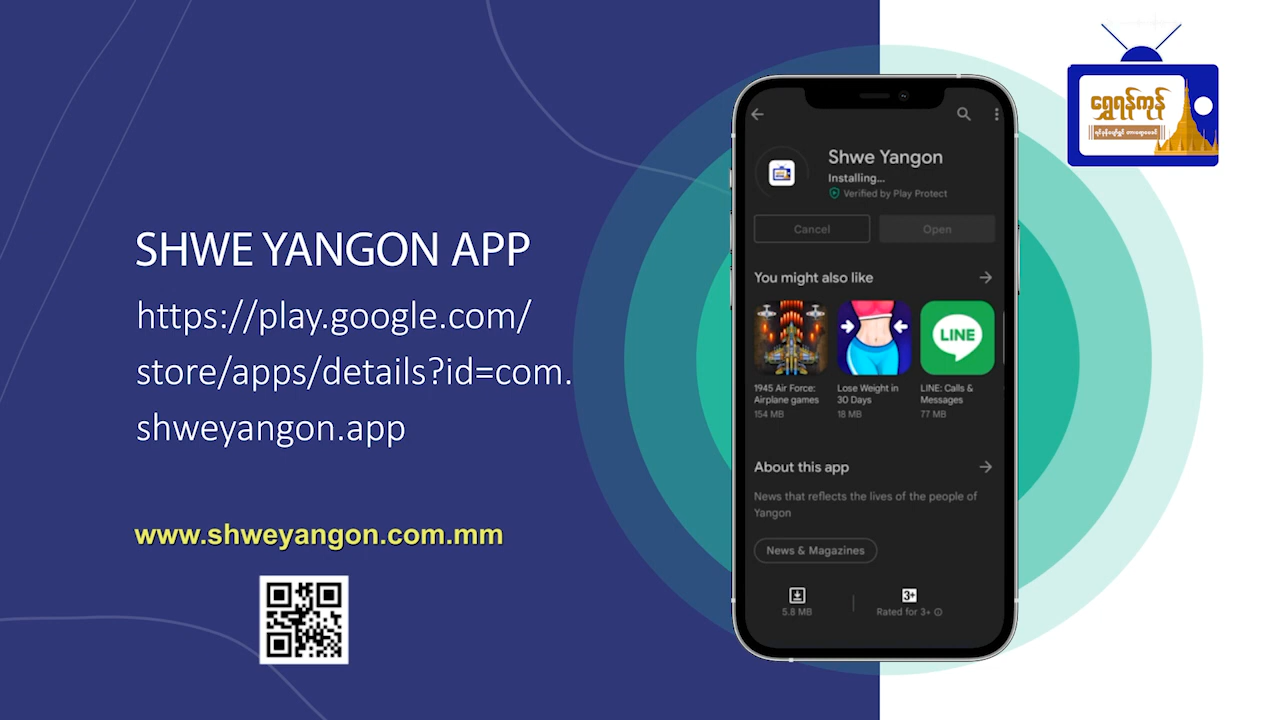 SHWE YANGON APP
https://play.google.com/
store/apps/details?id=com.
shweyangon.app
www.shweyangon.com.mm
Shwe Yangon
Installing...
Verified by Play Protect
Cancel
Open
You might also like
1945 Air Force:
Airplane games
154 MB
Lose Weight in
30 Days
18 MB
LINE
LINE: Calls &
Messages
77 MB
About this app
News that reflects the lives of the people of
Yangon
News & Magazines
5.8 MB
3+
Rated for 3+
ရွှေရန်ကုန်